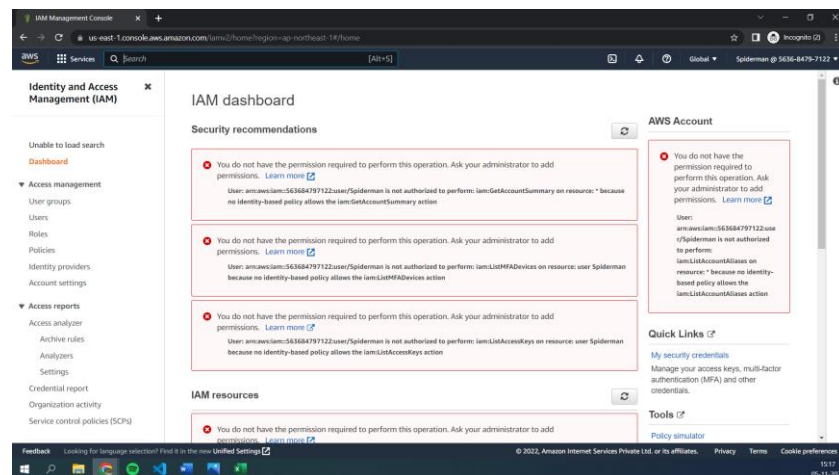 IAM Management Console
us-east-1.console.aws.amazon.com/iamv2/home?region=ap-northeast-1#/home
Incognito (2)
aws
Services
Search
[Alt+S]
Global
Spiderman @ 5636-8479-7122
Identity and Access
Management (IAM)
Unable to load search
Dashboard
Access management
User groups
Users
Roles
Policies
Identity providers
Account settings
Access reports
Access analyzer
Archive rules
Analyzers
Settings
Credential report
Organization activity
Service control policies (SCPs)
IAM dashboard
Security recommendations
You do not have the permission required to perform this operation. Ask your administrator to add
permissions. Learn more
User: arn:aws:iam::563684797122:user/Spiderman is not authorized to perform: iam:GetAccountSummary on resource: * because
no identity-based policy allows the iam:GetAccountSummary action
You do not have the permission required to perform this operation. Ask your administrator to add
permissions. Learn more
User: arn:aws:iam::563684797122:user/Spiderman is not authorized to perform: iam:ListMFADevices on resource: user Spiderman
because no identity-based policy allows the iam:ListMFADevices action
You do not have the permission required to perform this operation. Ask your administrator to add
permissions. Learn more
User: arn:aws:iam::563684797122:user/Spiderman is not authorized to perform: iam:ListAccessKeys on resource: user Spiderman
because no identity-based policy allows the iam:ListAccessKeys action
IAM resources
You do not have the permission required to perform this operation. Ask your administrator to add
permissions. Learn more
AWS Account
You do not have the
permission required to
perform this operation. Ask
your administrator to add
permissions. Learn more
User:
arn:aws:iam::563684797122:use
r/Spiderman is not authorized
to perform:
iam:ListAccountAliases on
resource: * because no identity-
based policy allows the
iam:ListAccountAliases action
Quick Links
My security credentials
Manage your access keys, multi-factor
authentication (MFA) and other
credentials.
Tools
Policy simulator
Feedback
Looking for language selection? Find it in the new Unified Settings
© 2022, Amazon Internet Services Private Ltd. or its affiliates.
Privacy
Terms
Cookie preferences
15:17